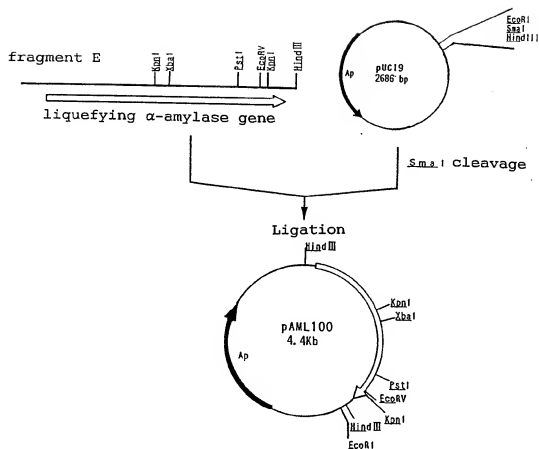 fragment E
KpnI
XbaI
PstI
EcoRV
KpnI
HindIII
liquefying α-amylase gene
EcoRI
SmaI
HindIII
Ap
pUC19
2686 bp
SmaI cleavage
Ligation
HindIII
KpnI
XbaI
pAML100
4.4Kb
Ap
PstI
EcoRV
KpnI
HindIII
EcoRI